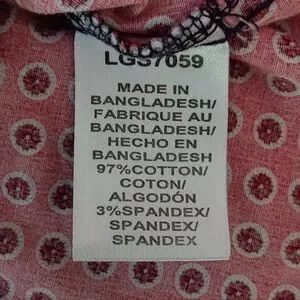 LGS7059
MADE IN
BANGLADESH/
FABRIQUE AU
BANGLADESH/
HECHO EN
BANGLADESH
97%COTTON/
COTON/
ALGODÓN
3%SPANDEX/
SPANDEX/
SPANDEX